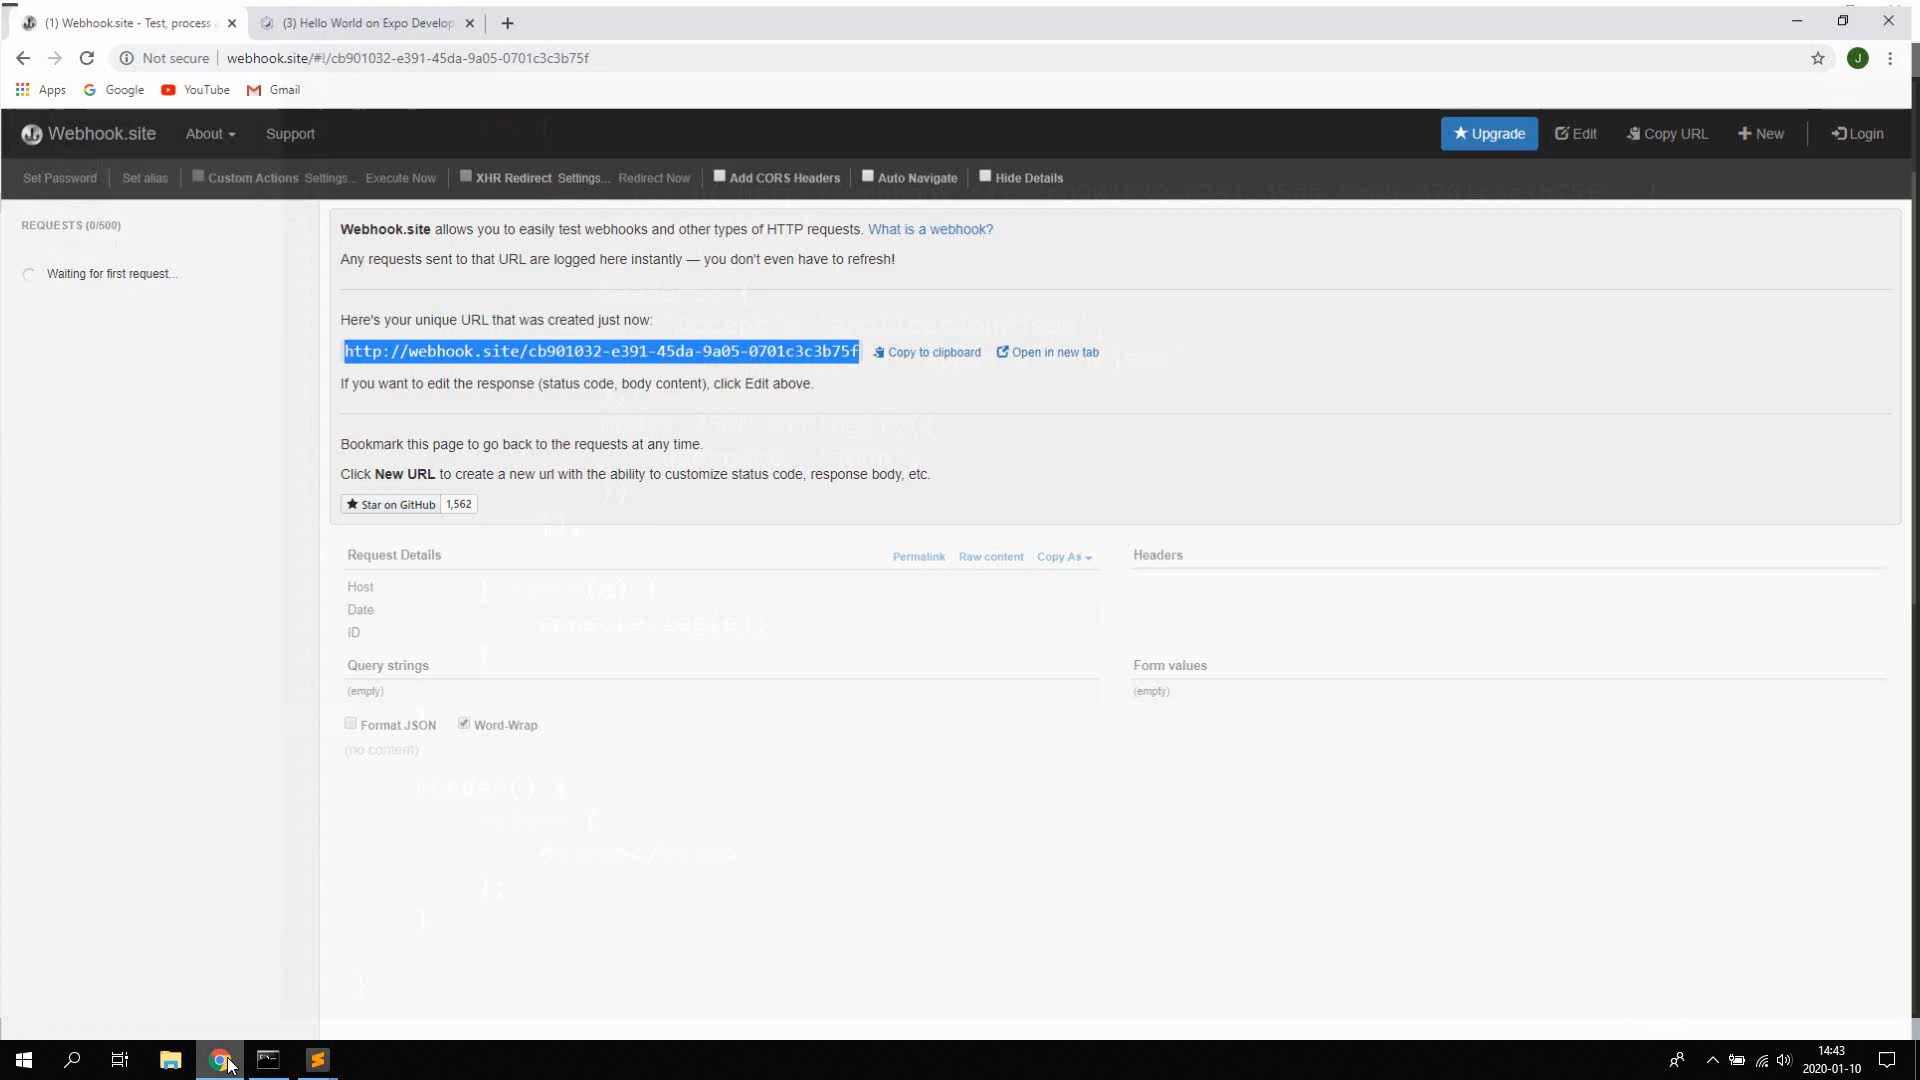 (1) Webhook.site - Test, process
(3) Hello World on Expo Develop
Not secure
webhook.site/#!/cb901032-e391-45da-9a05-0701c3c3b75f
J
Apps Google YouTube Gmail
Webhook.site About Support Upgrade Edit Copy URL New Login
Set Password Set alias Custom Actions Settings... Execute Now XHR Redirect Settings... Redirect Now Add CORS Headers Auto Navigate Hide Details
REQUESTS (0/500)
Waiting for first request...
Webhook.site allows you to easily test webhooks and other types of HTTP requests. What is a webhook?
Any requests sent to that URL are logged here instantly — you don't even have to refresh!
Here's your unique URL that was created just now:
http://webhook.site/cb901032-e391-45da-9a05-0701c3c3b75f Copy to clipboard Open in new tab
If you want to edit the response (status code, body content), click Edit above.
Bookmark this page to go back to the requests at any time.
Click New URL to create a new url with the ability to customize status code, response body, etc.
Star on GitHub 1,562
Request Details Permalink Raw content Copy As
Headers
Host
Date
ID
Query strings
(empty)
Form values
(empty)
Format JSON Word-Wrap
(no content)
render() {
14:43
2020-01-10